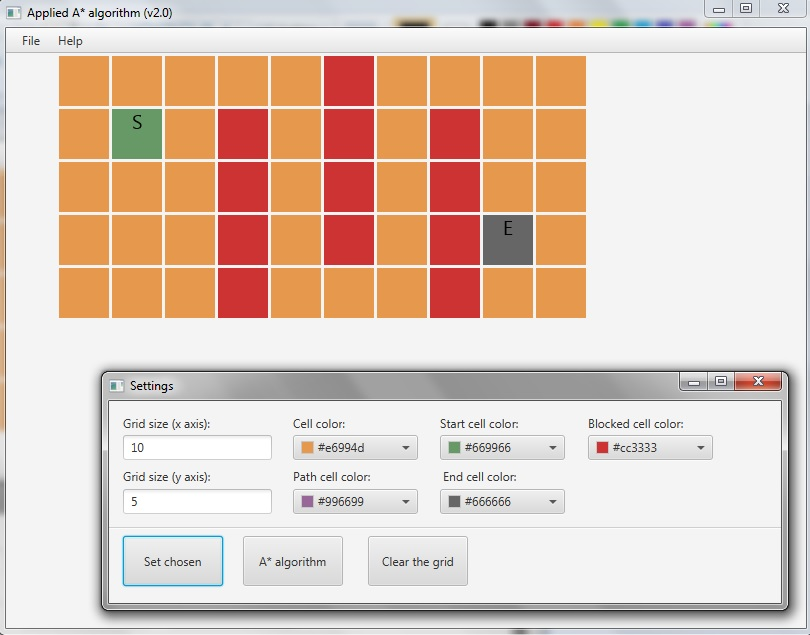 Applied A* algorithm (v2.0)
File Help
S
E
Settings
Grid size (x axis): Cell color: Start cell color: Blocked cell color:
10 #e6994d #669966 #cc3333
Grid size (y axis): Path cell color: End cell color:
5 #996699 #666666
Set chosen A* algorithm Clear the grid